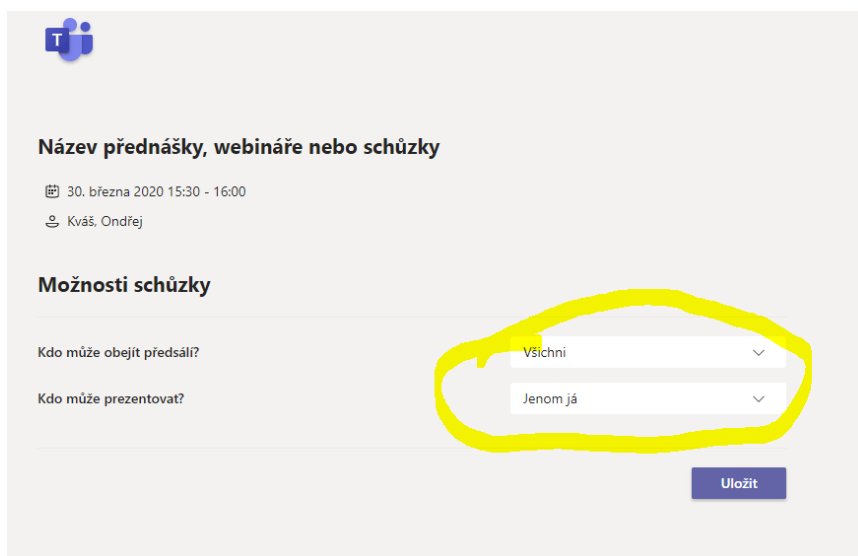 T
Název přednášky, webináře nebo schůzky
30. března 2020 15:30 - 16:00
Kváš, Ondřej
Možnosti schůzky
Kdo může obejít předsálí? Všichni
Kdo může prezentovat? Jenom já
Uložit